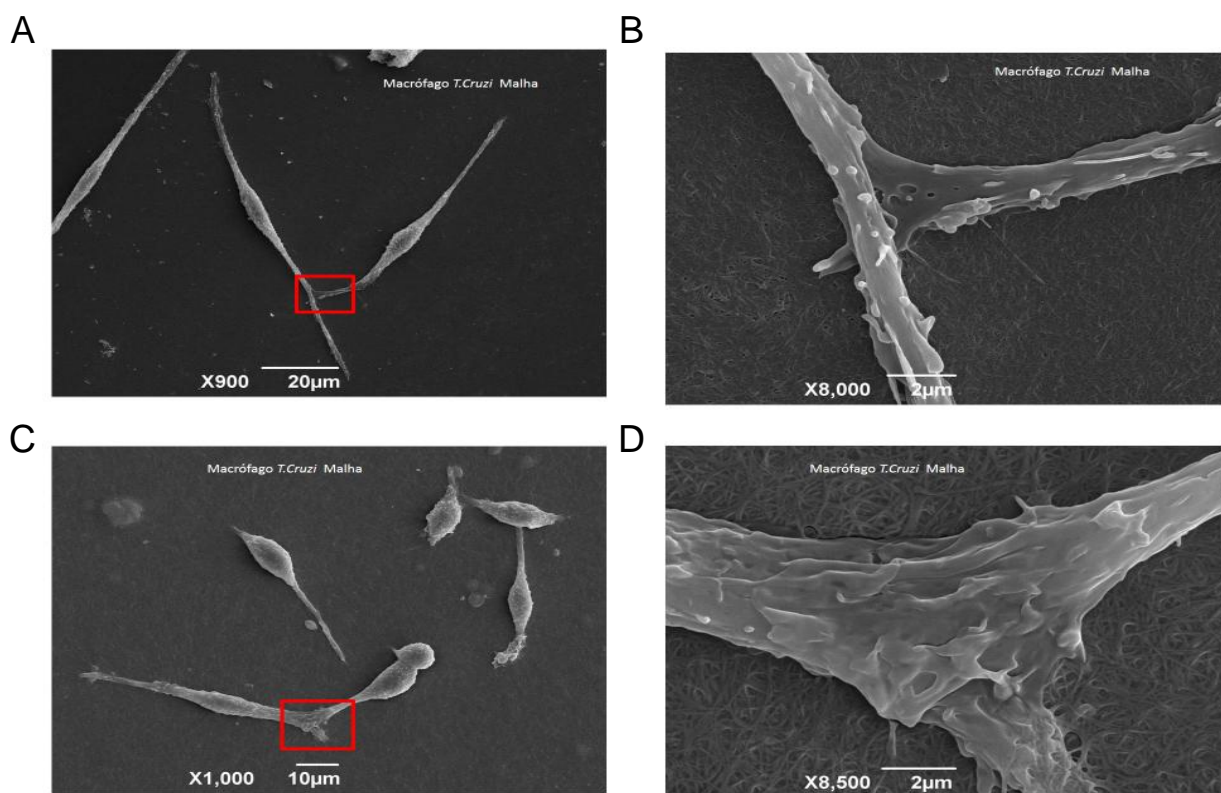 A
Macrófago T.Cruzi Malha
X900 20µm
B
Macrófago T.Cruzi Malha
X8,000 2µm
C
Macrófago T.Cruzi Malha
X1,000 10µm
D
Macrófago T.Cruzi Malha
X8,500 2µm